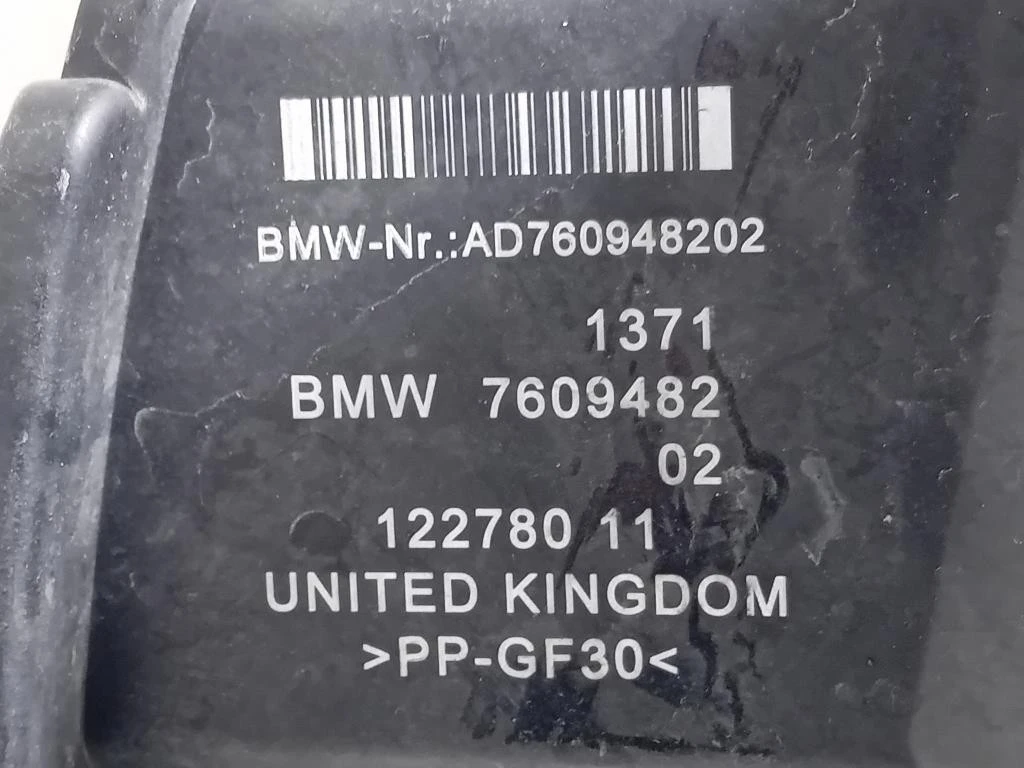 BMW-Nr.:AD760948202
1371
BMW 7609482
02
122780 11
UNITED KINGDOM
>PP-GF30<